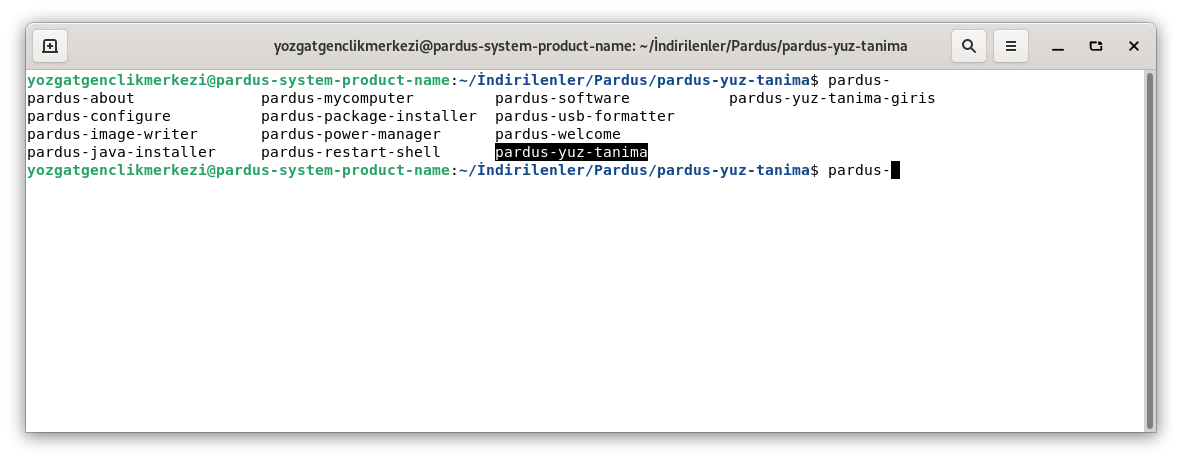 yozgatgenclikmerkezi@pardus-system-product-name: ~/İndirilenler/Pardus/pardus-yuz-tanima
yozgatgenclikmerkezi@pardus-system-product-name:~/İndirilenler/Pardus/pardus-yuz-tanima$ pardus-
pardus-about pardus-mycomputer pardus-software pardus-yuz-tanima-giris
pardus-configure pardus-package-installer pardus-usb-formatter
pardus-image-writer pardus-power-manager pardus-welcome
pardus-java-installer pardus-restart-shell pardus-yuz-tanima
yozgatgenclikmerkezi@pardus-system-product-name:~/İndirilenler/Pardus/pardus-yuz-tanima$ pardus-